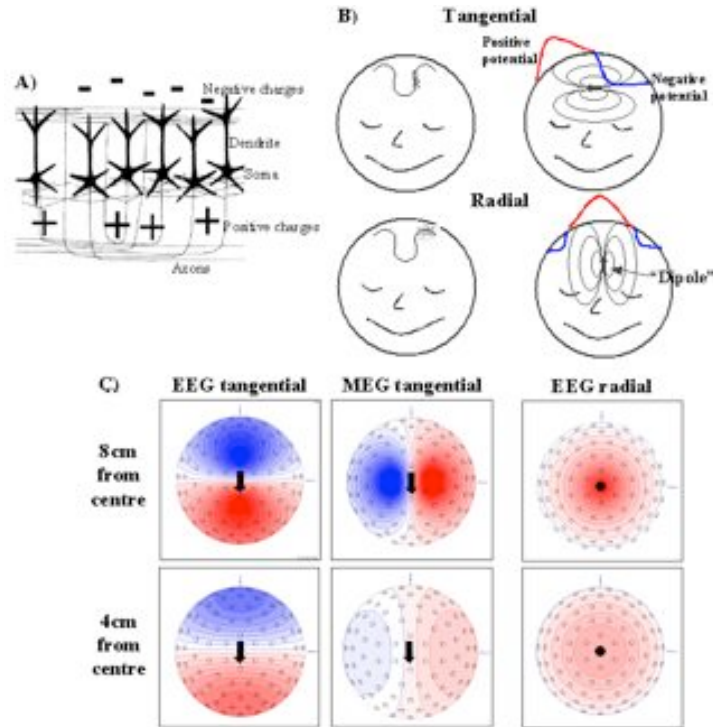 A)
Negative charges
Dendrite
Soma
Positive charges
Axons
B)
Tangential
Positive
potential
Negative
potential
Radial
Dipole"
C)
EEG tangential
MEG tangential
EEG radial
8cm
from
centre
4cm
from
centre